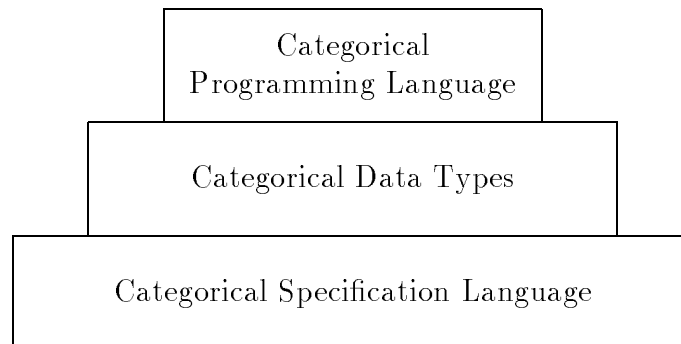 Categorical
Programming Language
Categorical Data Types
Categorical Specification Language